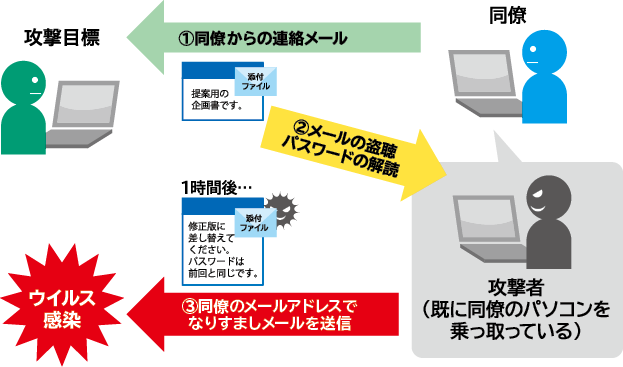 攻撃目標
同僚
①同僚からの連絡メール
添付
ファイル
提案用の
企画書です。
②メールの盗聴
パスワードの解読
1時間後…
添付
ファイル
修正版に
差し替えて
ください。
パスワードは
前回と同じです。
ウイルス
感染
③同僚のメールアドレスで
なりすましメールを送信
攻撃者
（既に同僚のパソコンを
乗っ取っている）